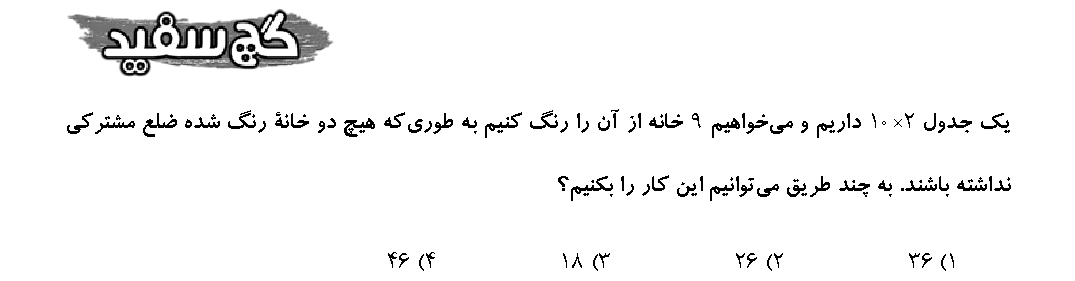 گچ سفید
یک جدول ۲×۱۰ داریم و می‌خواهیم ۹ خانه از آن را رنگ کنیم به طوری‌که هیچ دو خانهٔ رنگ شده ضلع مشترکی
نداشته باشند. به چند طریق می‌توانیم این کار را بکنیم؟
۱) ۳۶ ۲) ۲۶ ۳) ۱۸ ۴) ۴۶